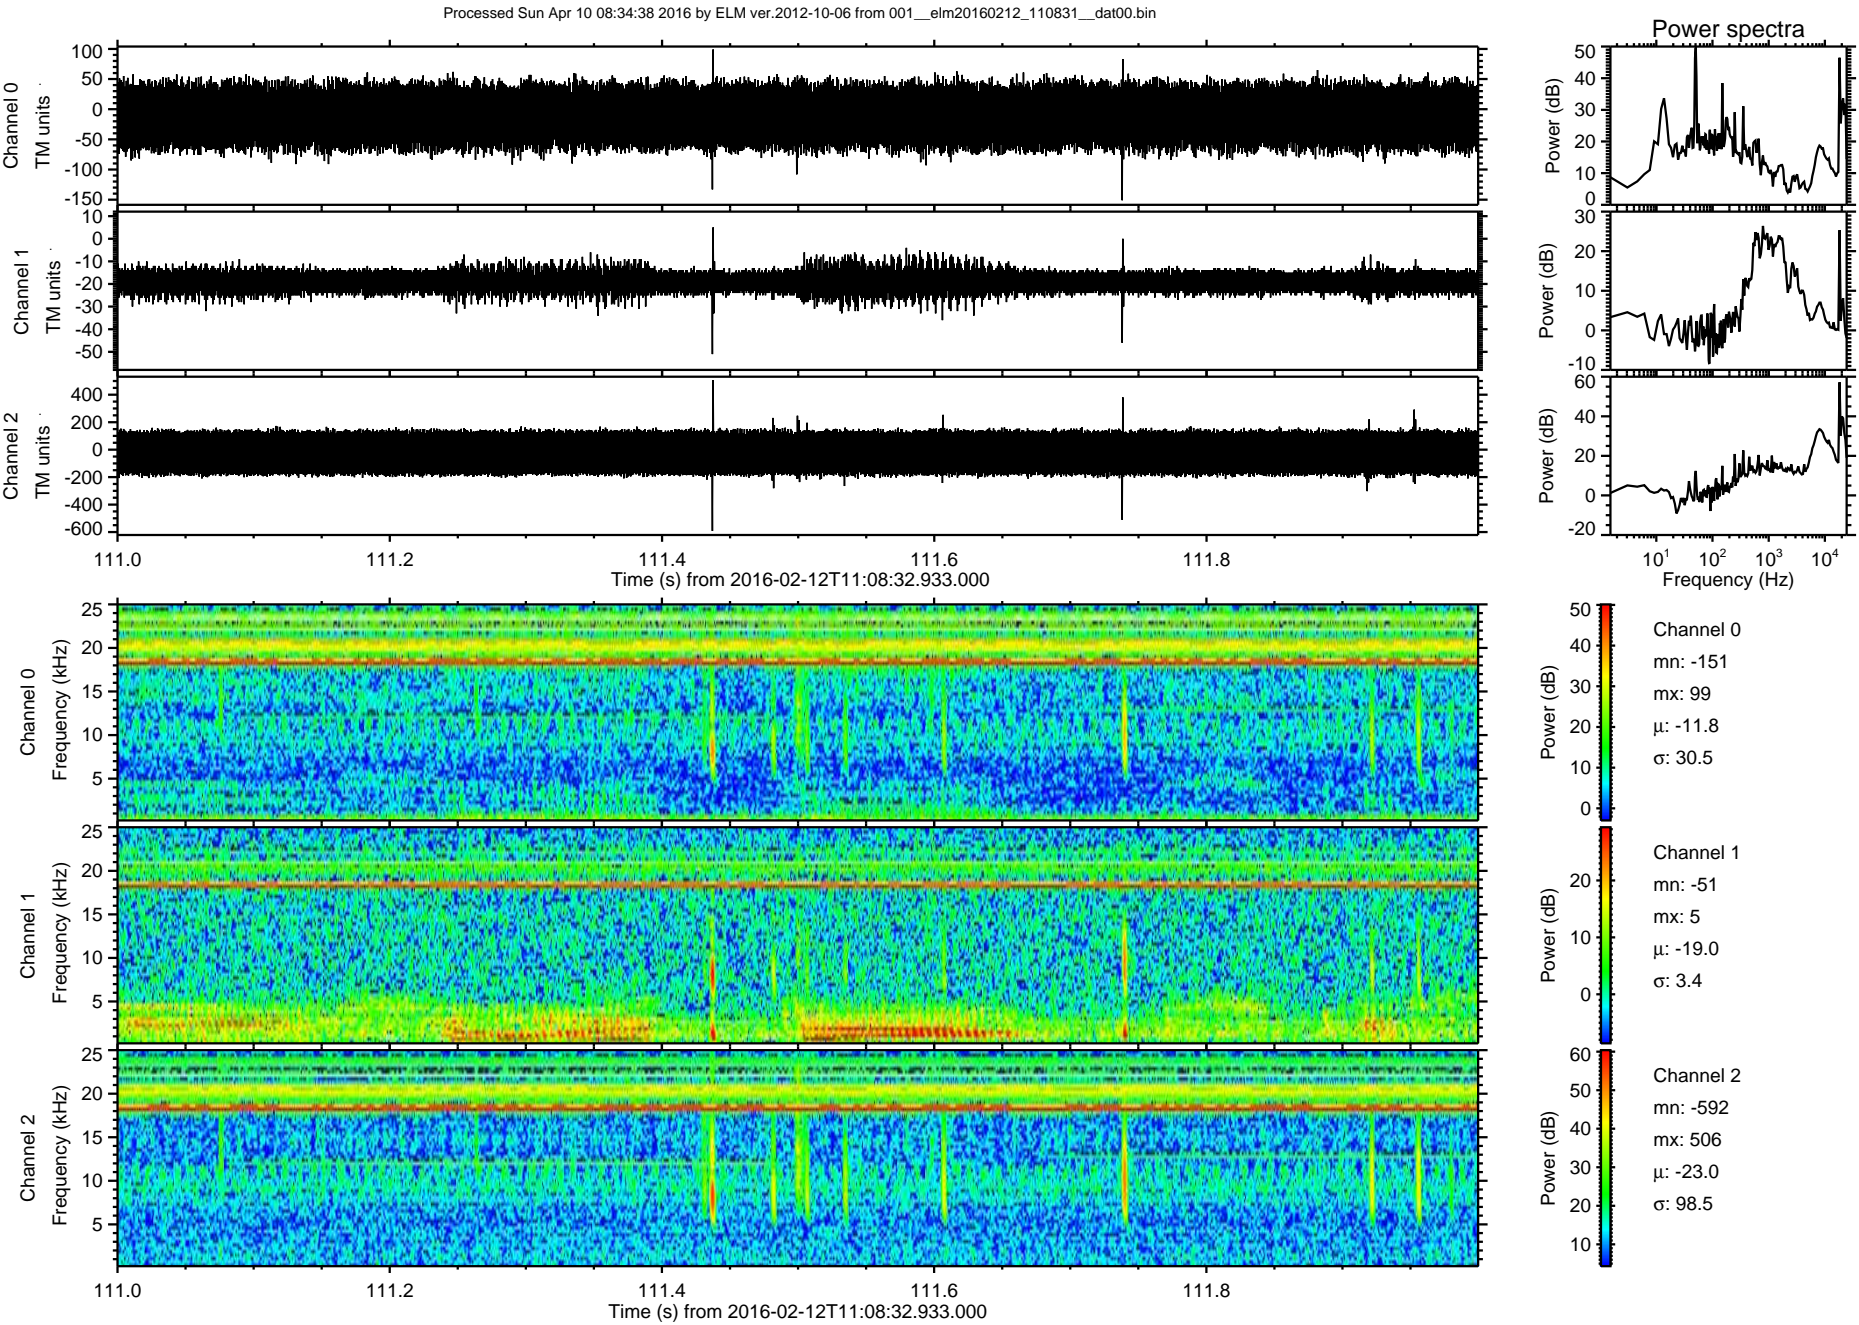 Processed Sun Apr 10 08:34:38 2016 by ELM ver.2012-10-06 from 001__elm20160212_110831__dat00.bin
Power spectra
Channel 0
TM units
100
50
0
-50
-100
-150
Power (dB)
50
40
30
20
10
0
Channel 1
TM units
10
0
-10
-20
-30
-40
-50
Power (dB)
30
20
10
0
-10
Channel 2
TM units
400
200
0
-200
-400
-600
Power (dB)
60
40
20
0
-20
111.0 111.2 111.4 111.6 111.8
Time (s) from 2016-02-12T11:08:32.933.000
10¹ 10² 10³ 10⁴
Frequency (Hz)
Channel 0
Frequency (kHz)
25
20
15
10
5
Power (dB)
50
40
30
20
10
0
Channel 0
mn: -151
mx: 99
μ: -11.8
σ: 30.5
Channel 1
Frequency (kHz)
25
20
15
10
5
Power (dB)
20
10
0
Channel 1
mn: -51
mx: 5
μ: -19.0
σ: 3.4
Channel 2
Frequency (kHz)
25
20
15
10
5
Power (dB)
60
50
40
30
20
10
Channel 2
mn: -592
mx: 506
μ: -23.0
σ: 98.5
111.0 111.2 111.4 111.6 111.8
Time (s) from 2016-02-12T11:08:32.933.000